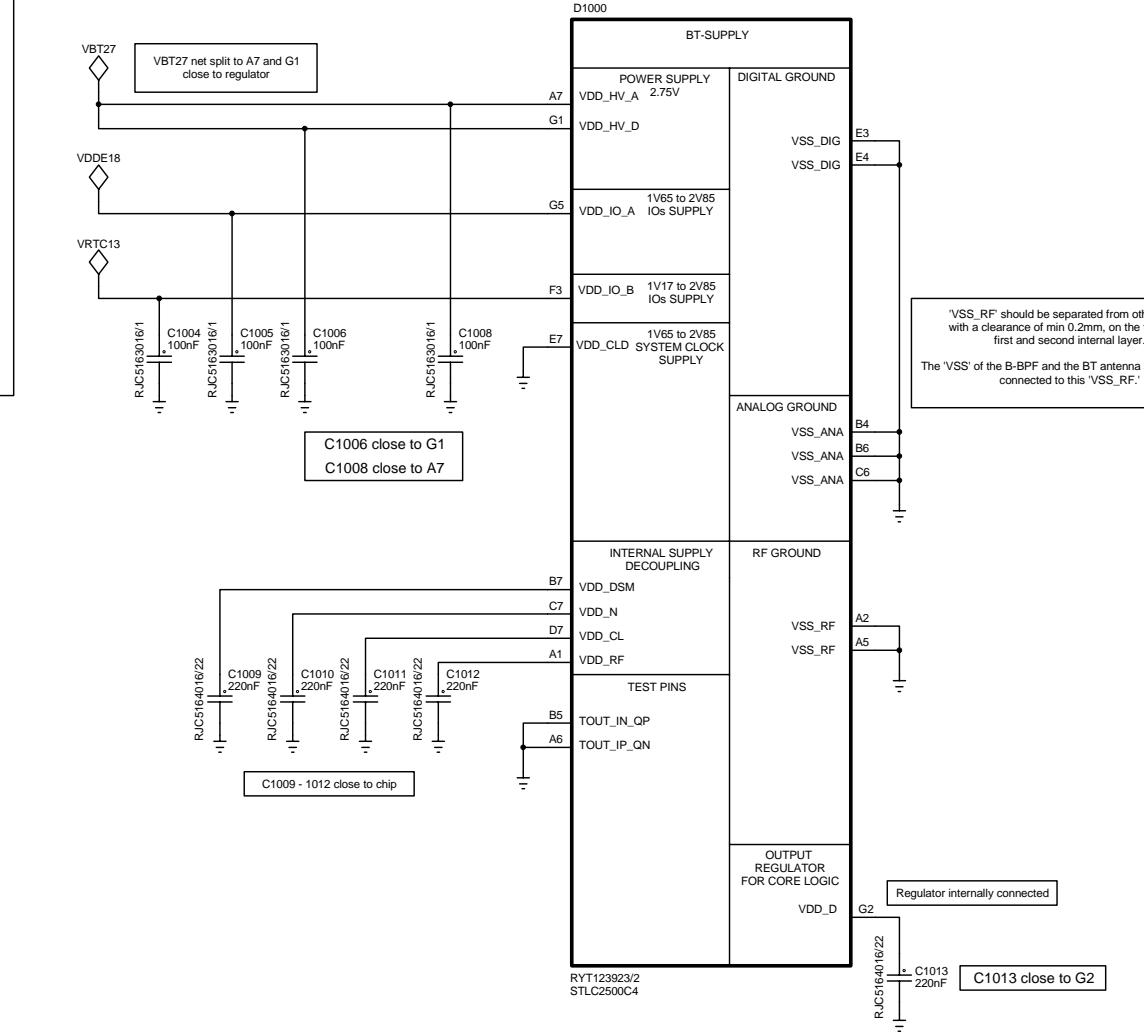 D1000
BT-SUPPLY
VBT27
VBT27 net split to A7 and G1
close to regulator
POWER SUPPLY
2.75V
DIGITAL GROUND
A7
VDD_HV_A
G1
VDD_HV_D
VSS_DIG
E3
VSS_DIG
E4
VDDE18
G5
VDD_IO_A
1V65 to 2V85
IOs SUPPLY
VRTC13
F3
VDD_IO_B
1V17 to 2V85
IOs SUPPLY
E7
VDD_CLD
1V65 to 2V85
SYSTEM CLOCK
SUPPLY
RJC5163016/1
C1004
100nF
RJC5163016/1
C1005
100nF
RJC5163016/1
C1006
100nF
RJC5163016/1
C1008
100nF
'VSS_RF' should be separated from
with a clearance of min 0.2mm, on the
first and second internal layer.
The 'VSS' of the B-BPF and the BT antenna
connected to this 'VSS_RF.'
C1006 close to G1
C1008 close to A7
ANALOG GROUND
VSS_ANA
B4
VSS_ANA
B6
VSS_ANA
C6
INTERNAL SUPPLY
DECOUPLING
RF GROUND
B7
VDD_DSM
C7
VDD_N
D7
VDD_CL
A1
VDD_RF
VSS_RF
A2
VSS_RF
A5
RJC5164016/22
C1009
220nF
RJC5164016/22
C1010
220nF
RJC5164016/22
C1011
220nF
RJC5164016/22
C1012
220nF
C1009 - 1012 close to chip
TEST PINS
B5
TOUT_IN_QP
A6
TOUT_IP_QN
OUTPUT
REGULATOR
FOR CORE LOGIC
VDD_D
G2
Regulator internally connected
RJC5164016/22
C1013
220nF
C1013 close to G2
RYT123923/2
STLC2500C4